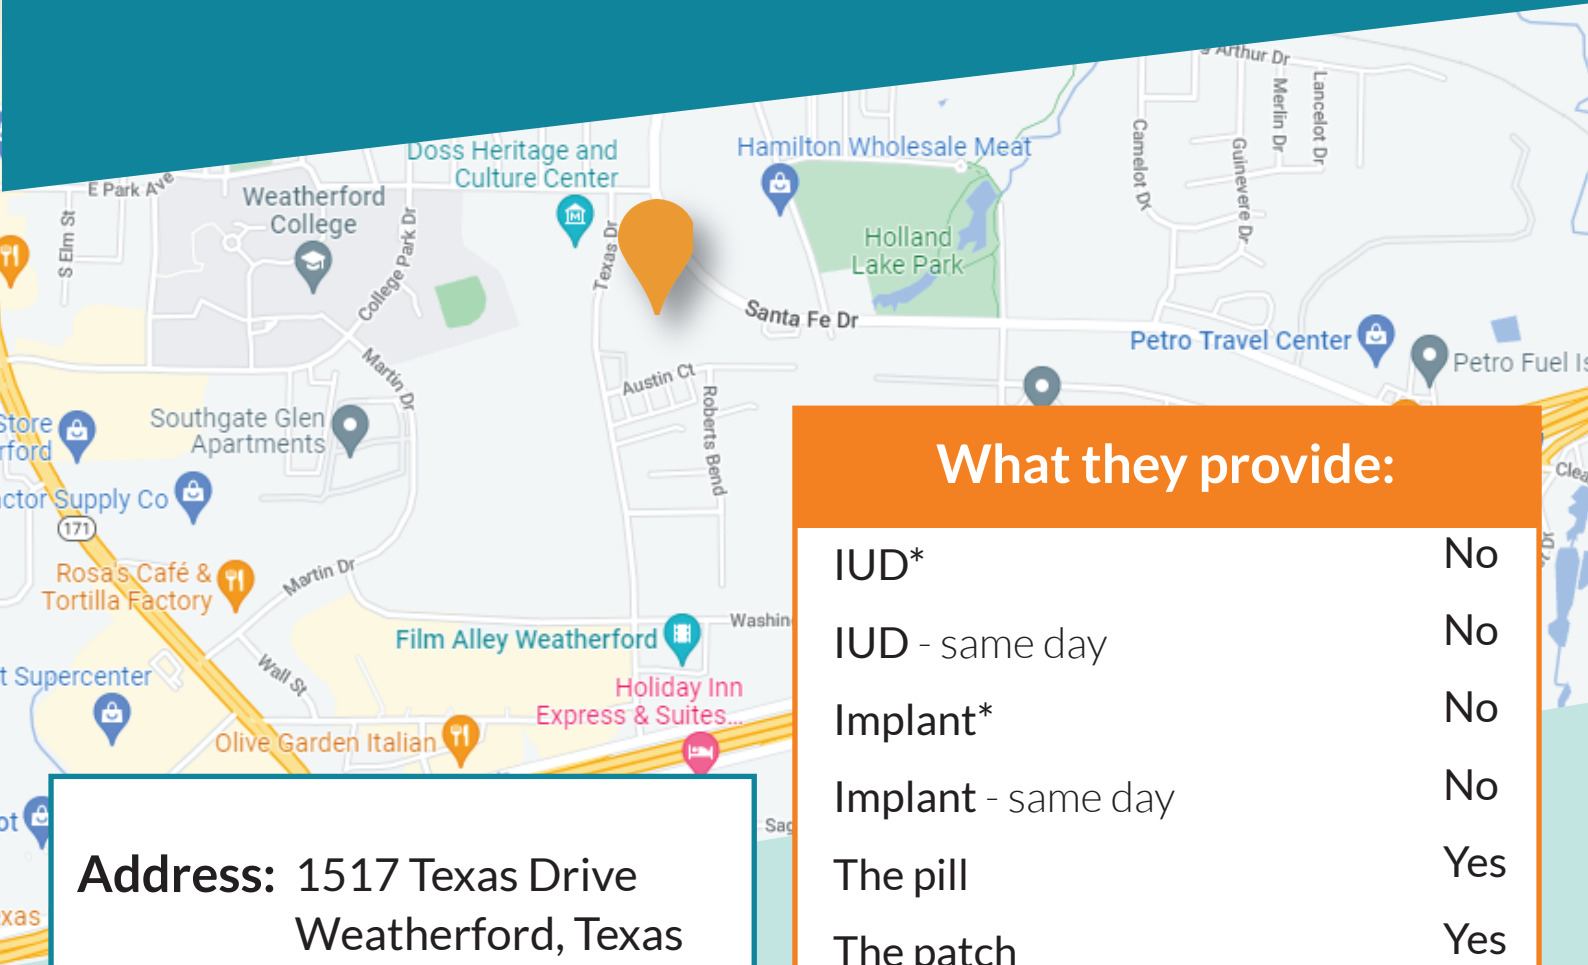 g Arthur Dr
Merlin Dr
Lancelot Dr
Camelot Dr
Guinevere Dr
Doss Heritage and
Culture Center
Hamilton Wholesale Meat
E Park Ave
Weatherford
College
S Elm St
College Park Dr
Texas Dr
Holland
Lake Park
Santa Fe Dr
Petro Travel Center
Petro Fuel Is
Martin Dr
Austin Ct
Roberts Bend
Store
rford
Southgate Glen
Apartments
ctor Supply Co
171
Rosa's Café &
Tortilla Factory
Martin Dr
Film Alley Weatherford
Washin
t Supercenter
Wall St
Holiday Inn
Express & Suites...
Olive Garden Italian
ot
Sag
xas
Clea
Address: 1517 Texas Drive
Weatherford, Texas
What they provide:
IUD* No
IUD - same day No
Implant* No
Implant - same day No
The pill Yes
The patch Yes